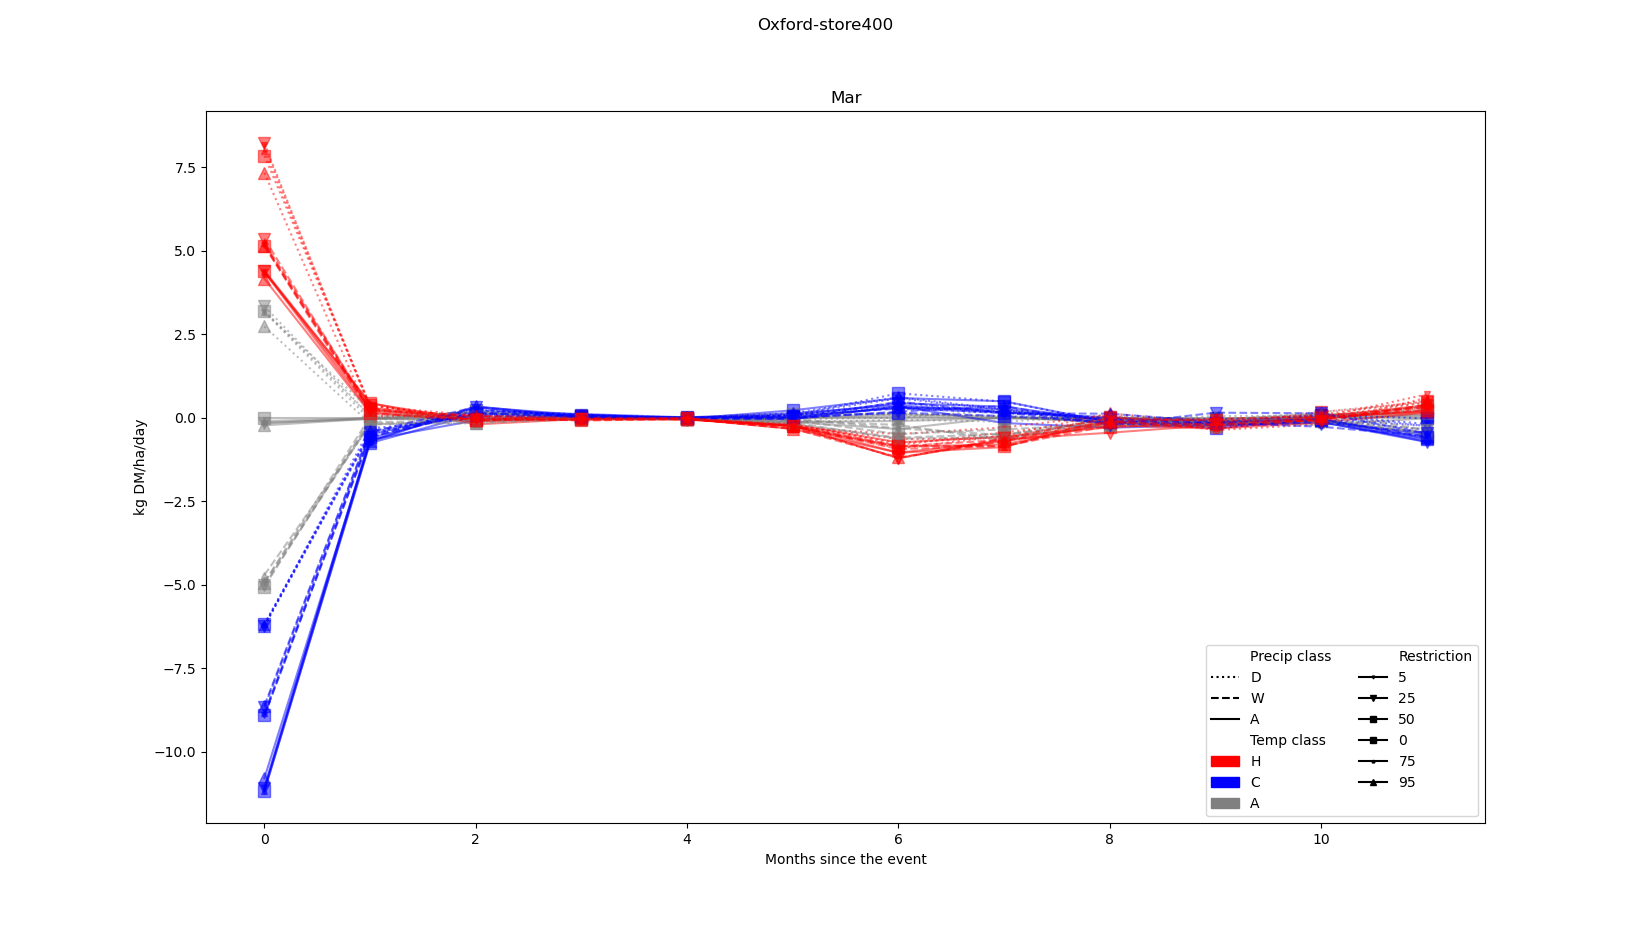 Oxford-store400
Mar
7.5
5.0
2.5
0.0
−2.5
−5.0
−7.5
−10.0
kg DM/ha/day
0 2 4 6 8 10
Months since the event
Precip class
D
W
A
Temp class
H
C
A
Restriction
5
25
50
0
75
95